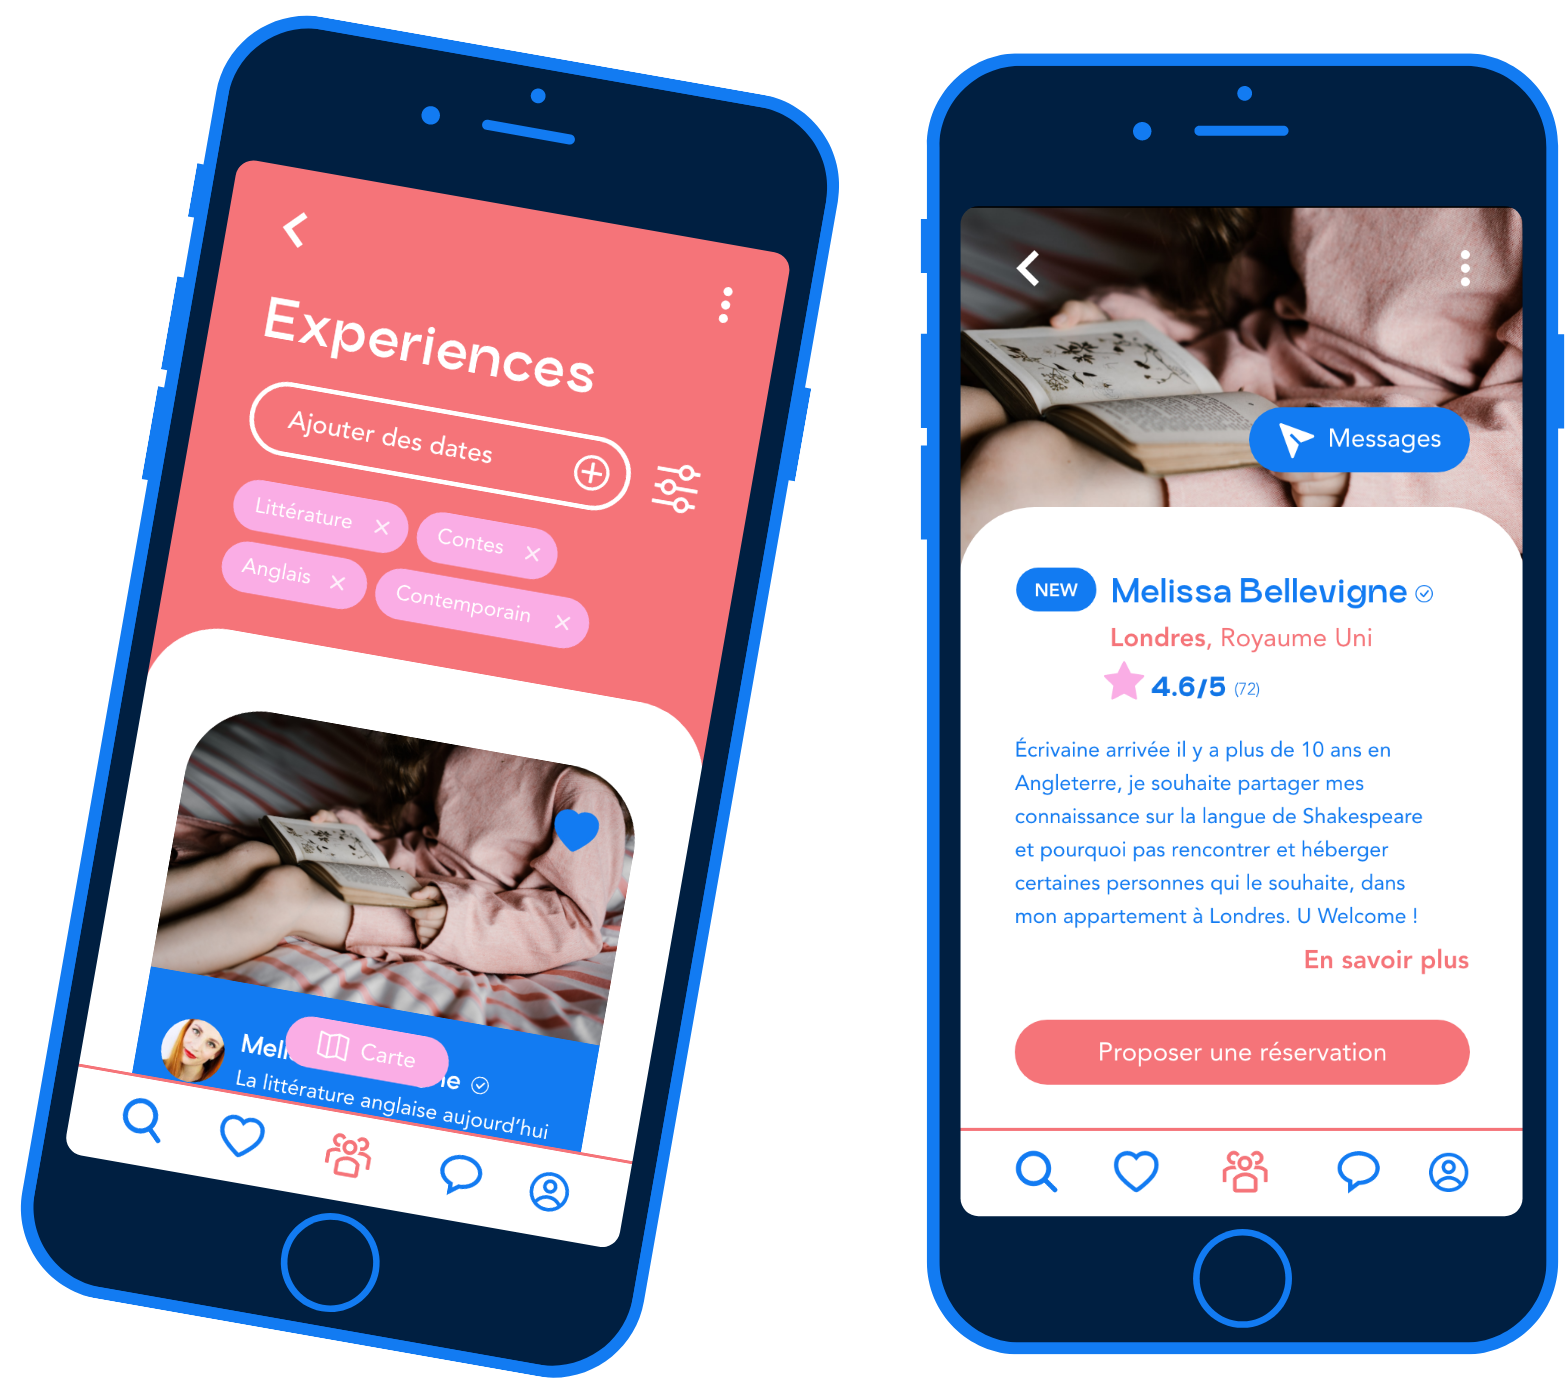 Experiences
Ajouter des dates
Littérature
Contes
Anglais
Contemporain
Carte
La littérature anglaise aujourd’hui
Messages
NEW Melissa Bellevigne
Londres, Royaume Uni
4.6/5 (72)
Écrivaine arrivée il y a plus de 10 ans en
Angleterre, je souhaite partager mes
connaissance sur la langue de Shakespeare
et pourquoi pas rencontrer et héberger
certaines personnes qui le souhaite, dans
mon appartement à Londres. U Welcome !
En savoir plus
Proposer une réservation